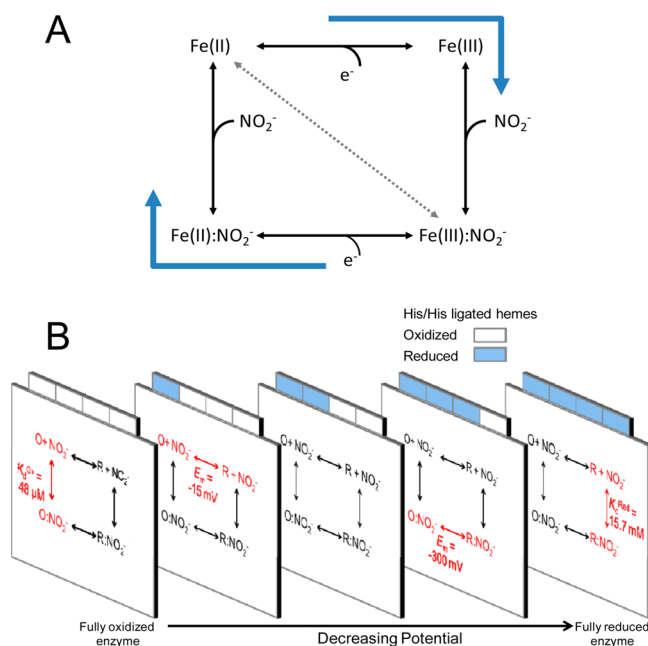 A
Fe(II)
Fe(III)
e-
NO2-
NO2-
Fe(II):NO2-
Fe(III):NO2-
e-
B
His/His ligated hemes
Oxidized
Reduced
O+ NO2-
R + NO2-
KdOx =
48 µM
O:NO2-
R:NO2-
O+ NO2-
R + NO2-
Em =
-15 mV
O:NO2-
R:NO2-
O+ NO2-
R + NO2-
O:NO2-
R:NO2-
O+ NO2-
R + NO2-
O:NO2-
R:NO2-
Em =
-300 mV
O+ NO2-
R + NO2-
O:NO2-
R:NO2-
Red =
15.7 mM
Fully oxidized
enzyme
Decreasing Potential
Fully reduced
enzyme